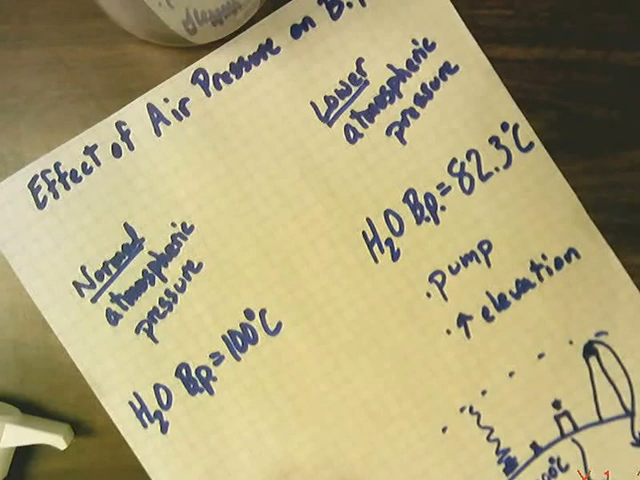 Effect of Air Pressure on B.P
Normal
atmospheric
pressure
H₂O B.p.=100°C
Lower
atmospheric
pressure
H₂O B.p.=82.3°C
·pump
·↑ elevation